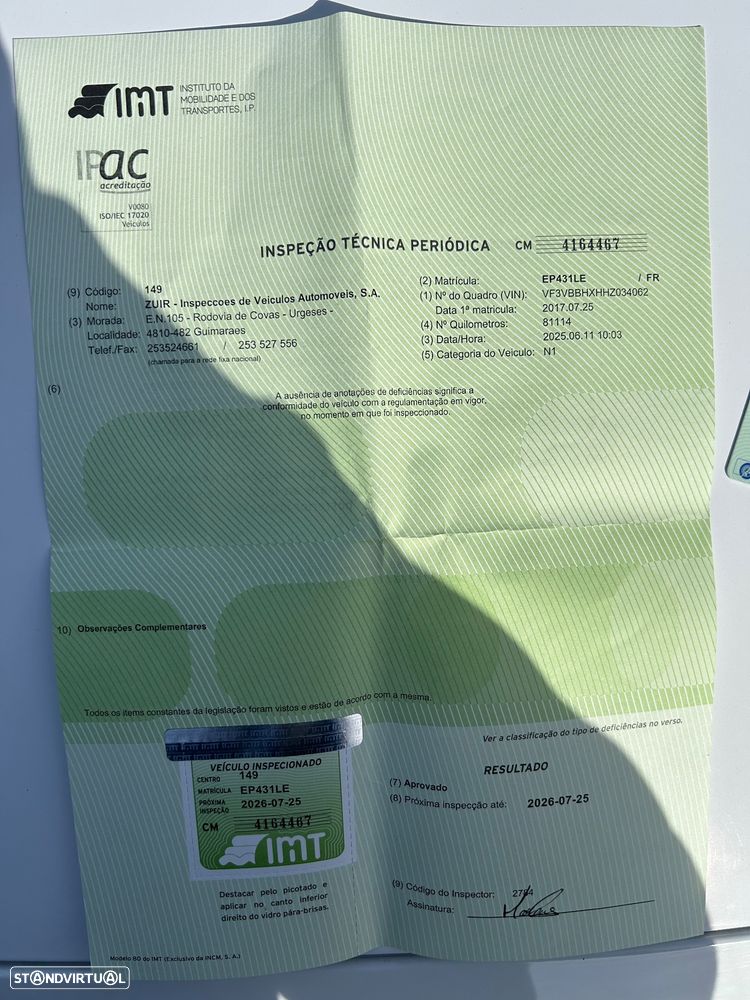 IMT INSTITUTO DA
MOBILIDADE E DOS
TRANSPORTES, I.P.
IPAC
acreditação
V0080
ISO/IEC 17020
Veículos
INSPEÇÃO TÉCNICA PERIÓDICA CM 4164467
(9) Código: 149
Nome: ZUIR - Inspeccoes de Veiculos Automoveis, S.A.
(3) Morada: E.N.105 - Rodovia de Covas - Urgeses -
Localidade: 4810-482 Guimaraes
Telef./Fax: 253524661 / 253 527 556
(chamada para a rede fixa nacional)
(2) Matrícula: EP431LE / FR
(1) Nº do Quadro (VIN): VF3VBBHXHHZ034062
Data 1ª matricula: 2017.07.25
(4) Nº Quilometros: 81114
(3) Data/Hora: 2025.06.11 10:03
(5) Categoria do Veiculo: N1
(6)
A ausência de anotações de deficiências significa a
conformidade do veículo com a regulamentação em vigor,
no momento em que foi inspeccionado.
10) Observações Complementares
Todos os items constantes da legislação foram vistos e estão de acordo com a mesma.
Ver a classificação do tipo de deficiências no verso.
VEÍCULO INSPECIONADO
CENTRO 149
MATRÍCULA EP431LE
PRÓXIMA
INSPEÇÃO 2026-07-25
CM 4164467
IMT
Destacar pelo picotado e
aplicar no canto inferior
direito do vidro pára-brisas.
RESULTADO
(7) Aprovado
(8) Próxima inspecção até: 2026-07-25
(9) Código do Inspector:
Assinatura:
Modelo 80 do IMT (Exclusivo da INCM, S. A.)
STANDVIRTUAL